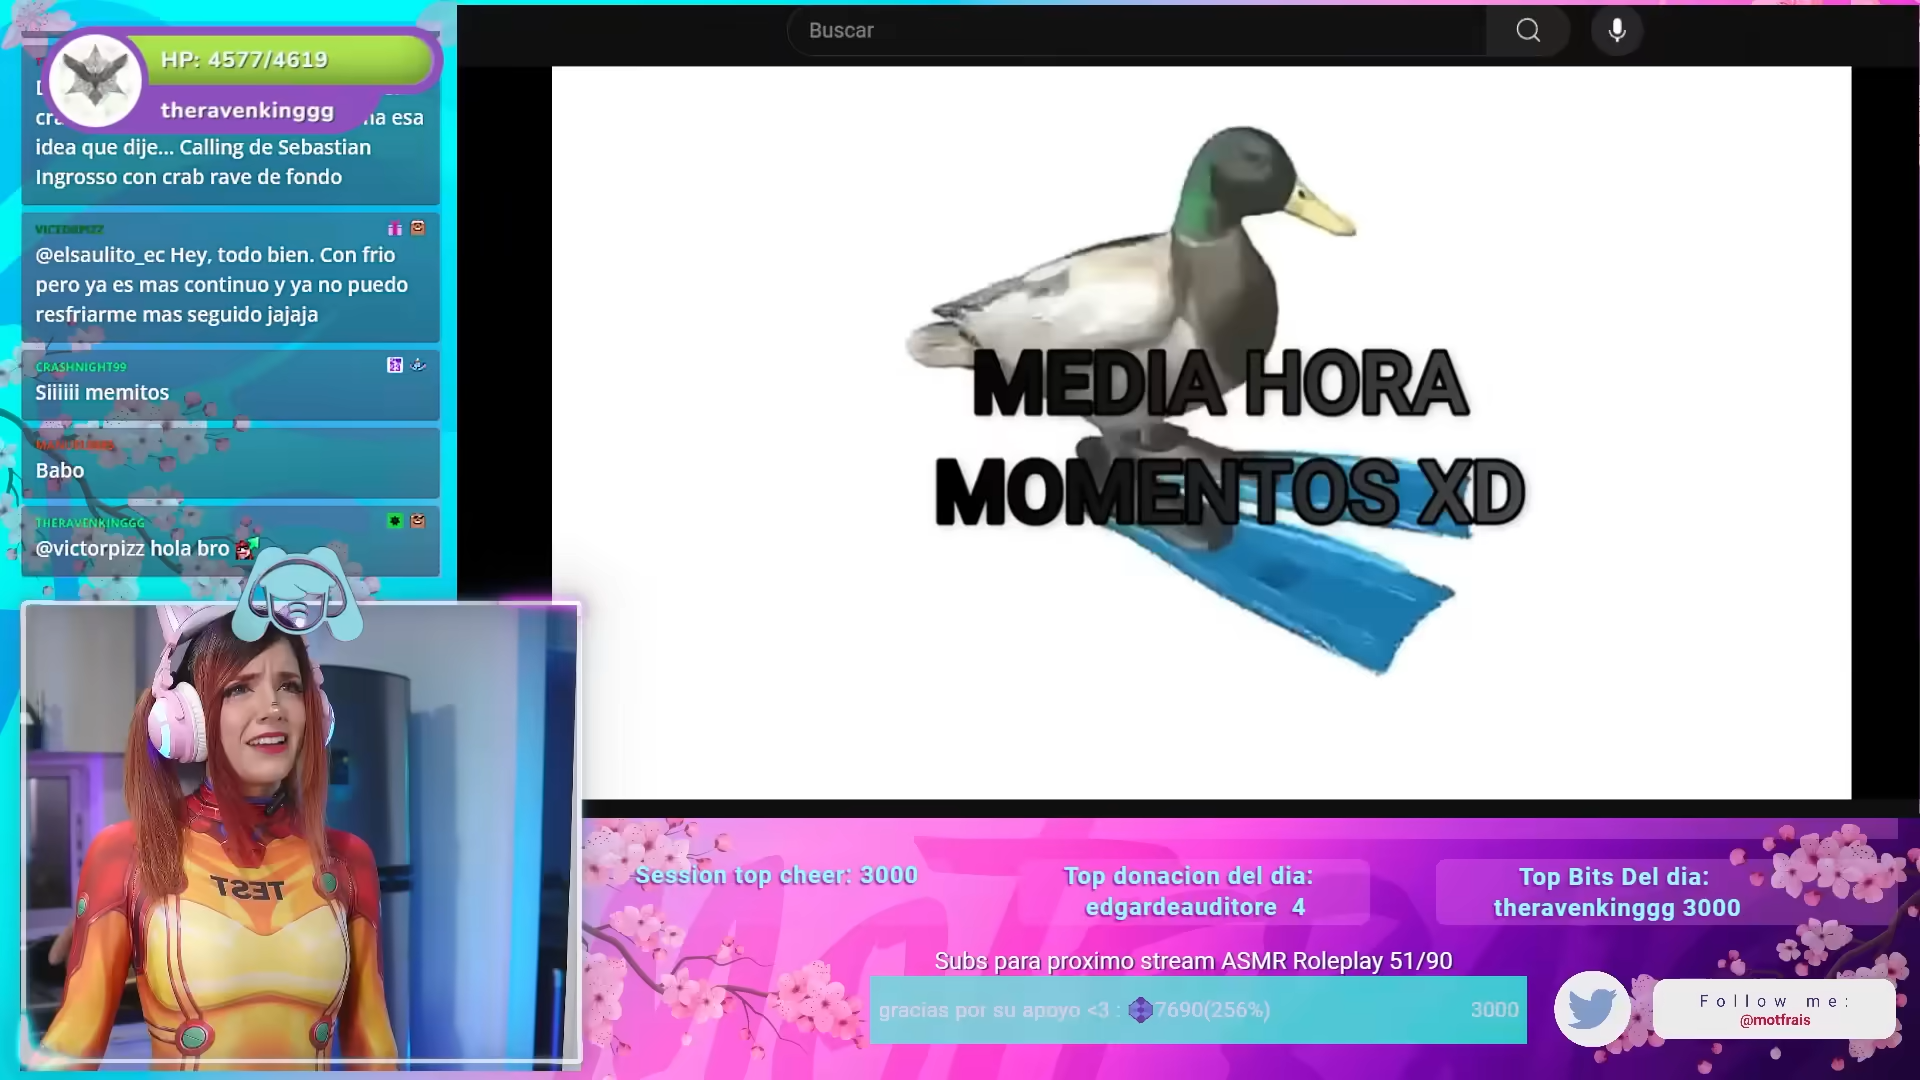 HP: 4577/4619
theravenkinggg
idea que dije... Calling de Sebastian
Ingrosso con crab rave de fondo
VICTORPIZZ
@elsaulito_ec Hey, todo bien. Con frio
pero ya es mas continuo y ya no puedo
resfriarme mas seguido jajaja
CRASHNIGHT99
Siiiiii memitos
Babo
THERAVENKINGGG
@victorpizz hola bro
Buscar
MEDIA HORA
MOMENTOS XD
TEST
Session top cheer: 3000
Top donacion del dia:
edgardeauditore 4
Top Bits Del dia:
theravenkinggg 3000
Subs para proximo stream ASMR Roleplay 51/90
gracias por su apoyo <3 : 7690(256%)
3000
Follow me:
@motfrais